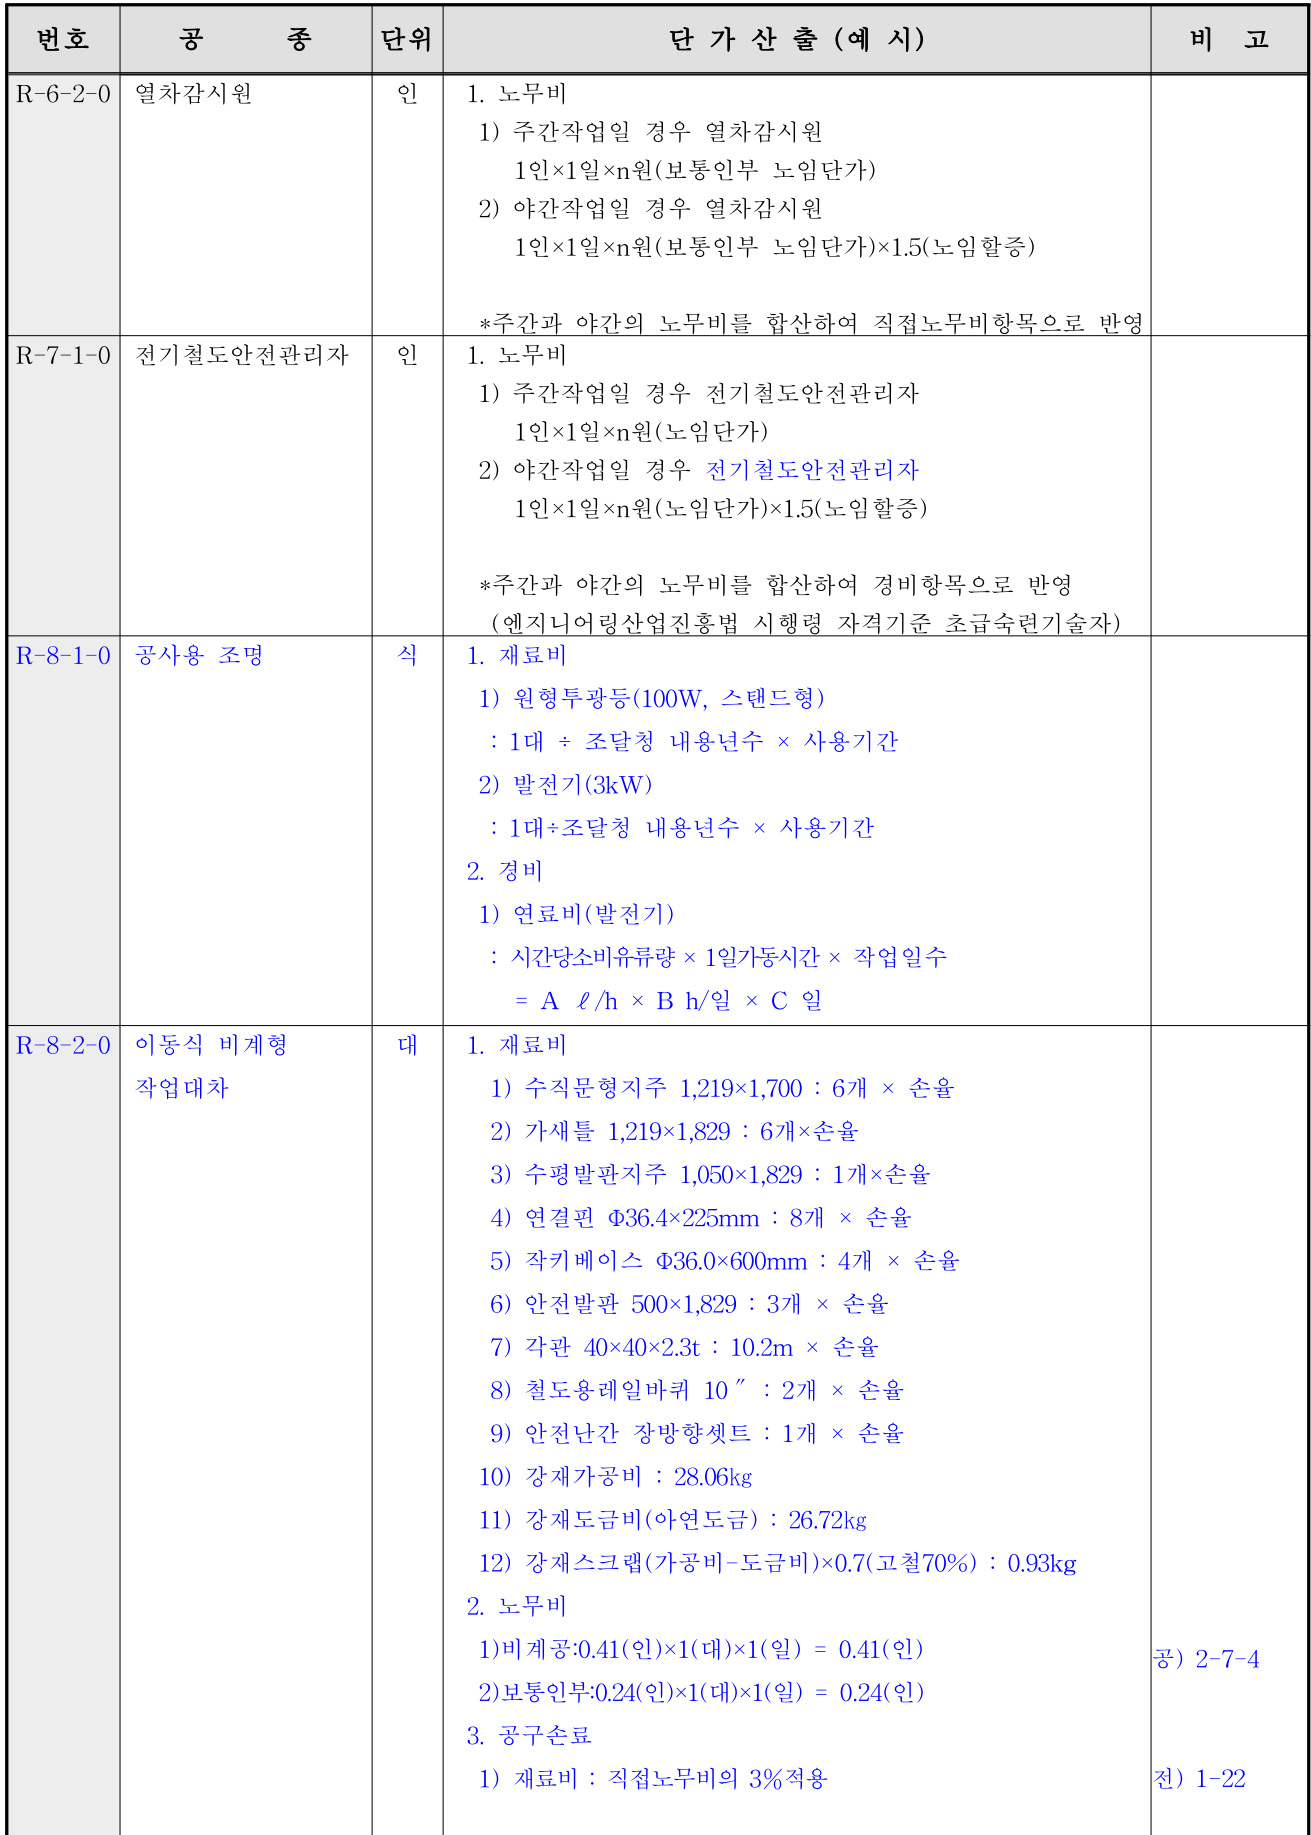 번호 공 종 단위 단 가 산 출 (예 시) 비 고
R-6-2-0 열차감시원 인 1. 노무비
1) 주간작업일 경우 열차감시원
1인×1일×n원(보통인부 노임단가)
2) 야간작업일 경우 열차감시원
1인×1일×n원(보통인부 노임단가)×1.5(노임할증)
*주간과 야간의 노무비를 합산하여 직접노무비항목으로 반영
R-7-1-0 전기철도안전관리자 인 1. 노무비
1) 주간작업일 경우 전기철도안전관리자
1인×1일×n원(노임단가)
2) 야간작업일 경우 전기철도안전관리자
1인×1일×n원(노임단가)×1.5(노임할증)
*주간과 야간의 노무비를 합산하여 경비항목으로 반영
(엔지니어링산업진흥법 시행령 자격기준 초급숙련기술자)
R-8-1-0 공사용 조명 식 1. 재료비
1) 원형투광등(100W, 스탠드형)
: 1대 ÷ 조달청 내용년수 × 사용기간
2) 발전기(3kW)
: 1대÷조달청 내용년수 × 사용기간
2. 경비
1) 연료비(발전기)
: 시간당소비유류량 × 1일가동시간 × 작업일수
= A ℓ/h × B h/일 × C 일
R-8-2-0 이동식 비계형 대 1. 재료비
작업대차 1) 수직문형지주 1,219×1,700 : 6개 × 손율
2) 가새틀 1,219×1,829 : 6개×손율
3) 수평발판지주 1,050×1,829 : 1개×손율
4) 연결핀 Φ36.4×225mm : 8개 × 손율
5) 작키베이스 Φ36.0×600mm : 4개 × 손율
6) 안전발판 500×1,829 : 3개 × 손율
7) 각관 40×40×2.3t : 10.2m × 손율
8) 철도용레일바퀴 10″ : 2개 × 손율
9) 안전난간 장방향셋트 : 1개 × 손율
10) 강재가공비 : 28.06㎏
11) 강재도금비(아연도금) : 26.72㎏
12) 강재스크랩(가공비-도금비)×0.7(고철70%) : 0.93kg
2. 노무비
1)비계공:0.41(인)×1(대)×1(일) = 0.41(인) 공) 2-7-4
2)보통인부:0.24(인)×1(대)×1(일) = 0.24(인)
3. 공구손료
1) 재료비 : 직접노무비의 3%적용 전) 1-22